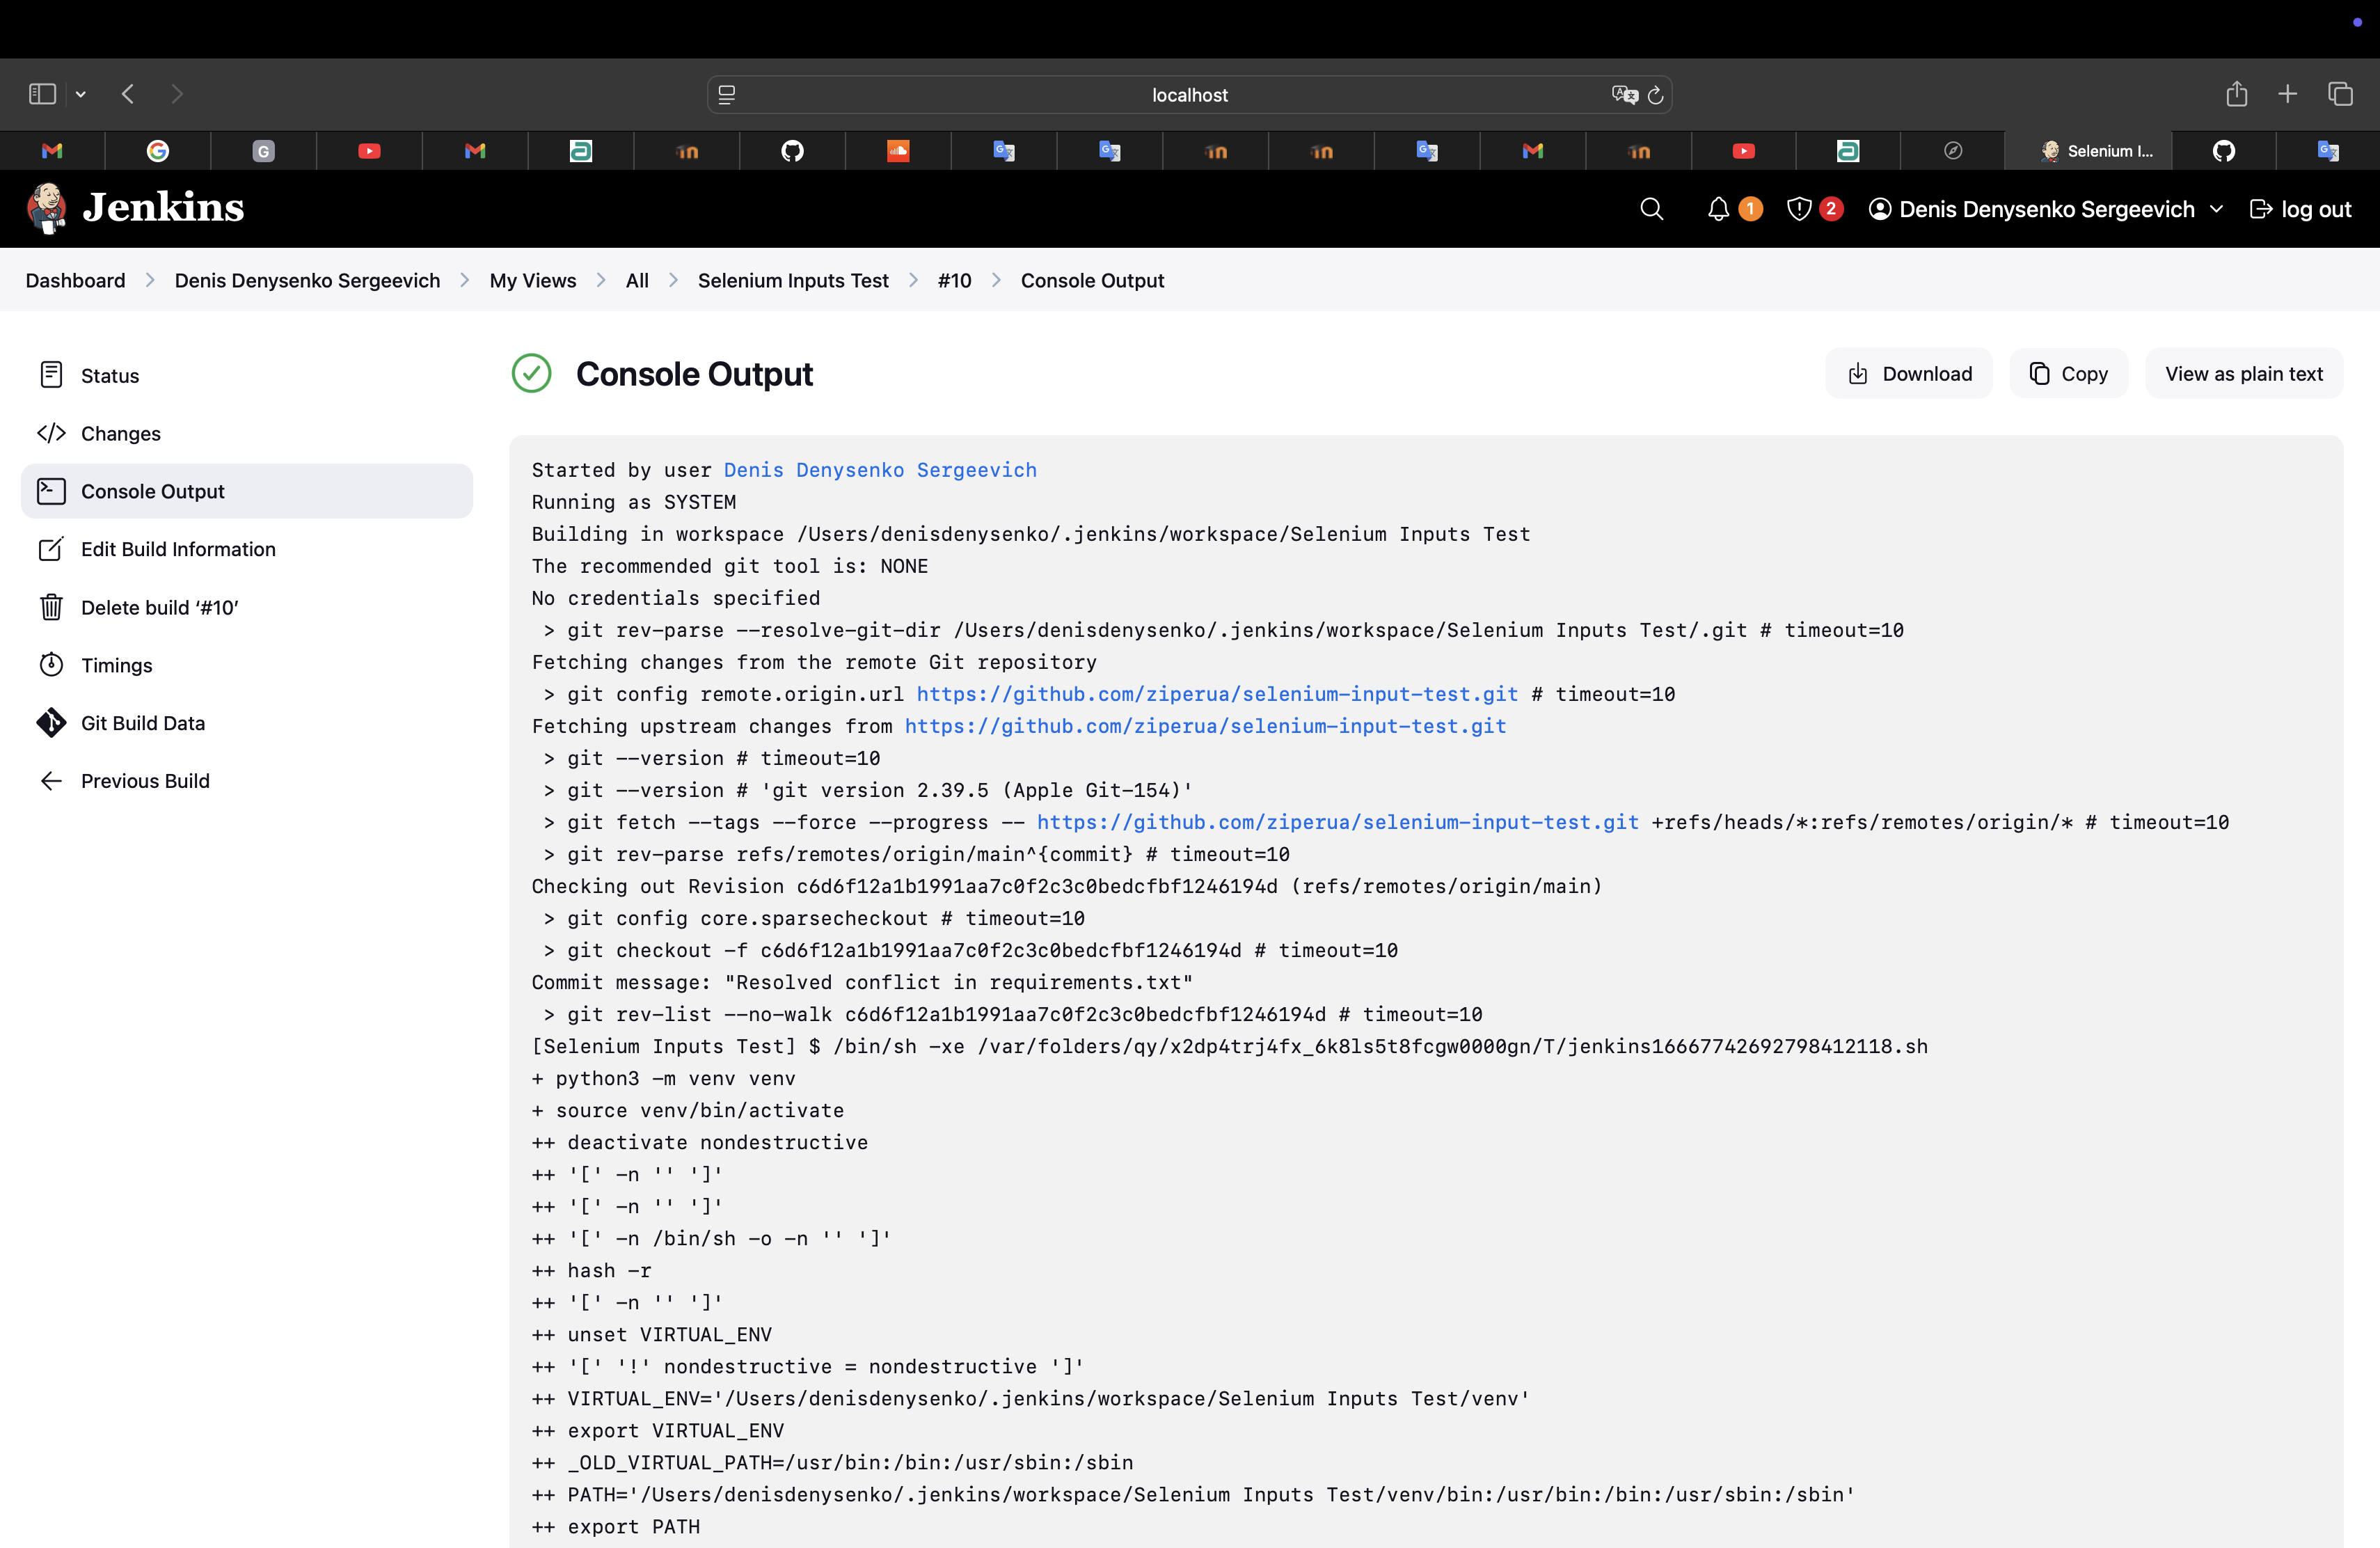 localhost
Selenium I...
Jenkins
1
2
Denis Denysenko Sergeevich
log out
Dashboard
Denis Denysenko Sergeevich
My Views
All
Selenium Inputs Test
#10
Console Output
Status
Changes
Console Output
Edit Build Information
Delete build ‘#10’
Timings
Git Build Data
Previous Build
Console Output
Download
Copy
View as plain text
Started by user Denis Denysenko Sergeevich
Running as SYSTEM
Building in workspace /Users/denisdenysenko/.jenkins/workspace/Selenium Inputs Test
The recommended git tool is: NONE
No credentials specified
 > git rev-parse --resolve-git-dir /Users/denisdenysenko/.jenkins/workspace/Selenium Inputs Test/.git # timeout=10
Fetching changes from the remote Git repository
 > git config remote.origin.url https://github.com/ziperua/selenium-input-test.git # timeout=10
Fetching upstream changes from https://github.com/ziperua/selenium-input-test.git
 > git --version # timeout=10
 > git --version # 'git version 2.39.5 (Apple Git-154)'
 > git fetch --tags --force --progress -- https://github.com/ziperua/selenium-input-test.git +refs/heads/*:refs/remotes/origin/* # timeout=10
 > git rev-parse refs/remotes/origin/main^{commit} # timeout=10
Checking out Revision c6d6f12a1b1991aa7c0f2c3c0bedcfbf1246194d (refs/remotes/origin/main)
 > git config core.sparsecheckout # timeout=10
 > git checkout -f c6d6f12a1b1991aa7c0f2c3c0bedcfbf1246194d # timeout=10
Commit message: "Resolved conflict in requirements.txt"
 > git rev-list --no-walk c6d6f12a1b1991aa7c0f2c3c0bedcfbf1246194d # timeout=10
[Selenium Inputs Test] $ /bin/sh -xe /var/folders/qy/x2dp4trj4fx_6k8ls5t8fcgw0000gn/T/jenkins16667742692798412118.sh
+ python3 -m venv venv
+ source venv/bin/activate
++ deactivate nondestructive
++ '[' -n '' ']'
++ '[' -n '' ']'
++ '[' -n /bin/sh -o -n '' ']'
++ hash -r
++ '[' -n '' ']'
++ unset VIRTUAL_ENV
++ '[' '!' nondestructive = nondestructive ']'
++ VIRTUAL_ENV='/Users/denisdenysenko/.jenkins/workspace/Selenium Inputs Test/venv'
++ export VIRTUAL_ENV
++ _OLD_VIRTUAL_PATH=/usr/bin:/bin:/usr/sbin:/sbin
++ PATH='/Users/denisdenysenko/.jenkins/workspace/Selenium Inputs Test/venv/bin:/usr/bin:/bin:/usr/sbin:/sbin'
++ export PATH